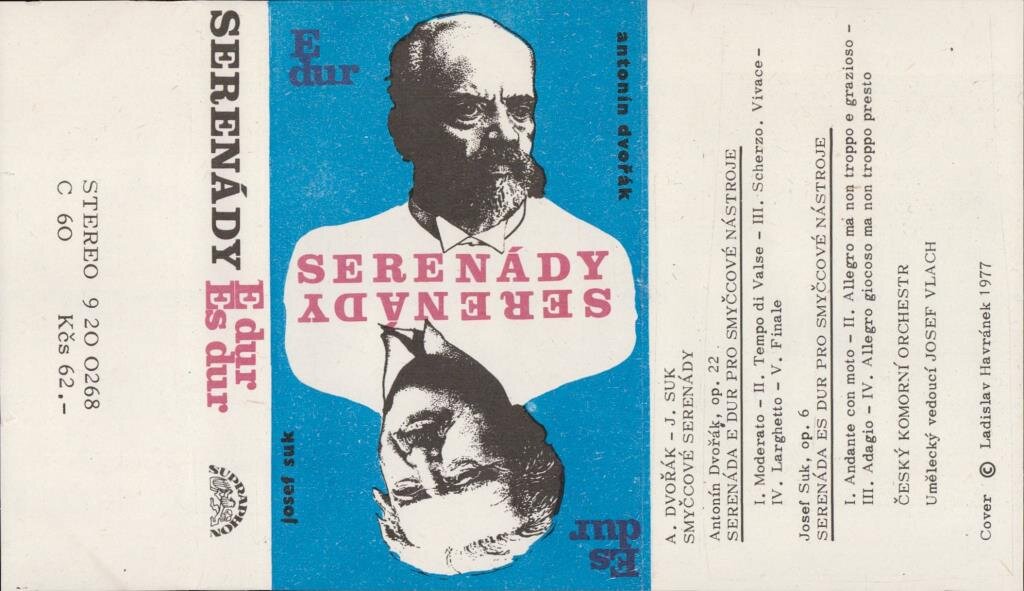 STEREO 9 20 0268
C 60 Kčs 62.-
SERENÁDY E dur
Es dur
SUPRAPHON
E
dur
antonín dvořák
SERENÁDY
SERENÁDY
josef suk
Es
dur
A. DVOŘÁK - J. SUK
SMYČCOVÉ SERENÁDY
Antonín Dvořák, op. 22
SERENÁDA E DUR PRO SMYČCOVÉ NÁSTROJE
I. Moderato - II. Tempo di Valse - III. Scherzo. Vivace -
IV. Larghetto - V. Finale
Josef Suk, op. 6
SERENÁDA ES DUR PRO SMYČCOVÉ NÁSTROJE
I. Andante con moto - II. Allegro ma non troppo e grazioso -
III. Adagio - IV. Allegro giocoso ma non troppo presto
ČESKÝ KOMORNÍ ORCHESTR
Umělecký vedoucí JOSEF VLACH
Cover © Ladislav Havránek 1977